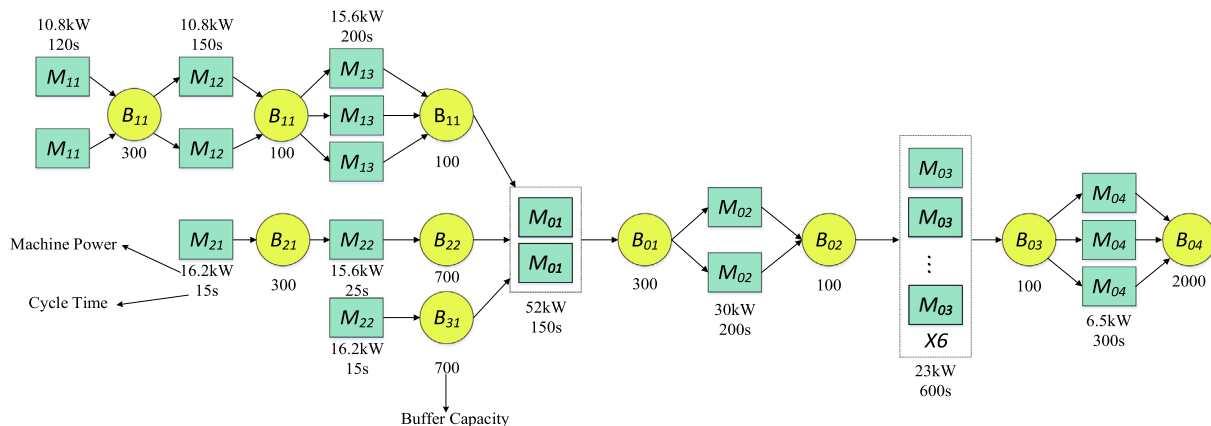 10.8kW
120s
10.8kW
150s
15.6kW
200s
M11
M12
M13
B11
B11
M13
B11
M11
M12
M13
300
100
100
M03
M01
M02
M03
M04
M21
B21
M22
B22
M01
B01
B02
⋮
B03
M04
B04
Machine Power
16.2kW
15s
300
15.6kW
25s
700
300
M02
100
M03
100
M04
2000
Cycle Time
M22
B31
52kW
150s
30kW
200s
X6
6.5kW
300s
16.2kW
15s
700
23kW
600s
Buffer Capacity